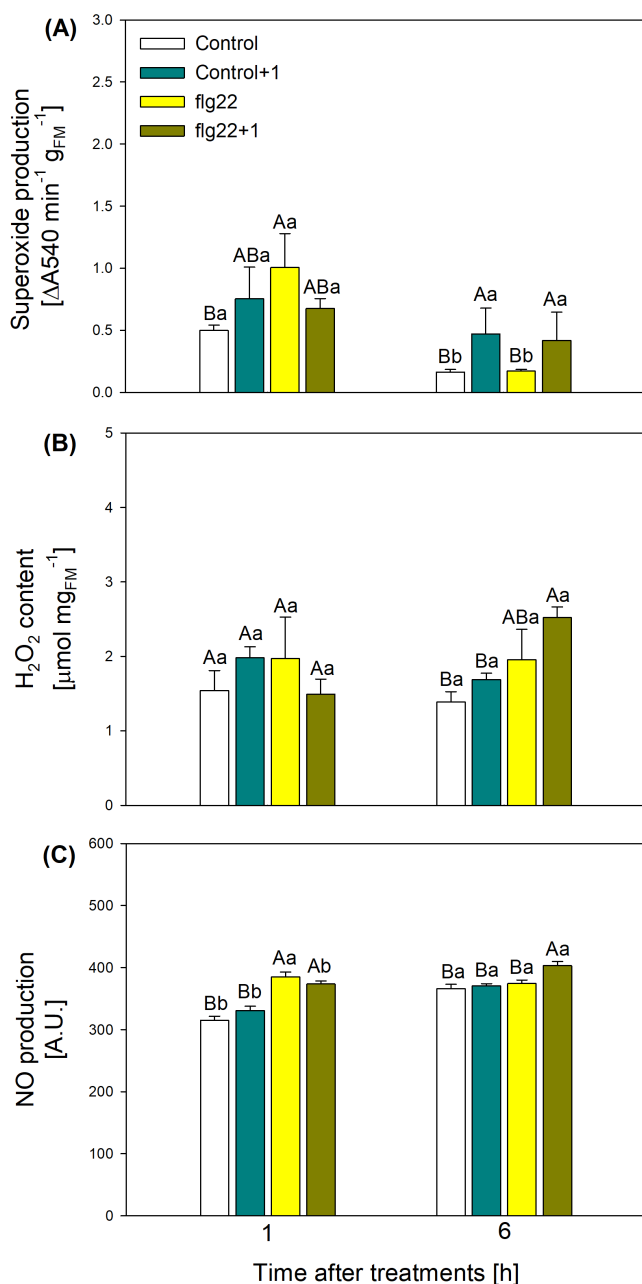 (A)
Superoxide production
[ΔA540 min⁻¹ g_FM⁻¹]
3.0
2.5
2.0
1.5
1.0
0.5
0.0
Control
Control+1
flg22
flg22+1
Ba
ABa
Aa
ABa
Bb
Aa
Bb
Aa
(B)
H₂O₂ content
[μmol mg_FM⁻¹]
5
4
3
2
1
0
Aa
Aa
Aa
Aa
Ba
Ba
ABa
Aa
(C)
NO production
[A.U.]
600
500
400
300
200
100
0
Bb
Bb
Aa
Ab
Ba
Ba
Ba
Aa
1
6
Time after treatments [h]